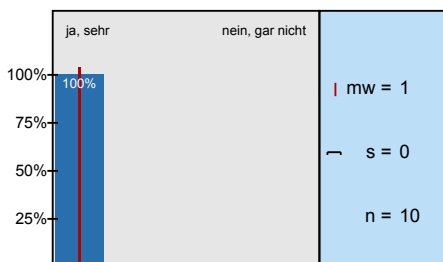 ja, sehr nein, gar nicht
100%
100%
75%
50%
25%
mw = 1
s = 0
n = 10